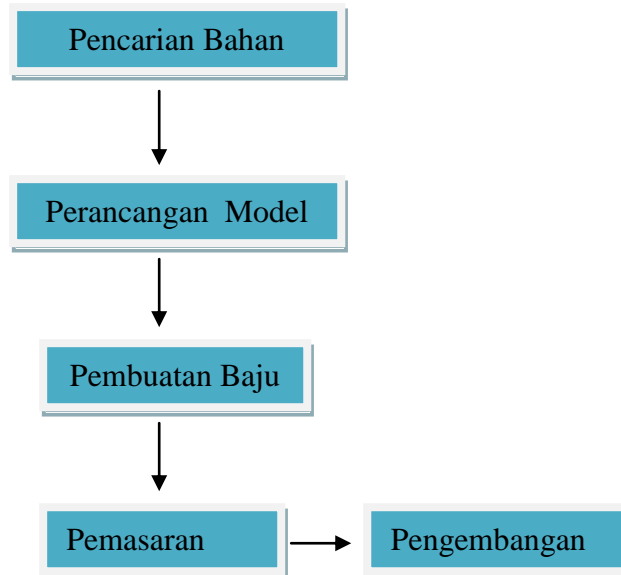 Pencarian Bahan
Perancangan Model
Pembuatan Baju
Pemasaran
Pengembangan